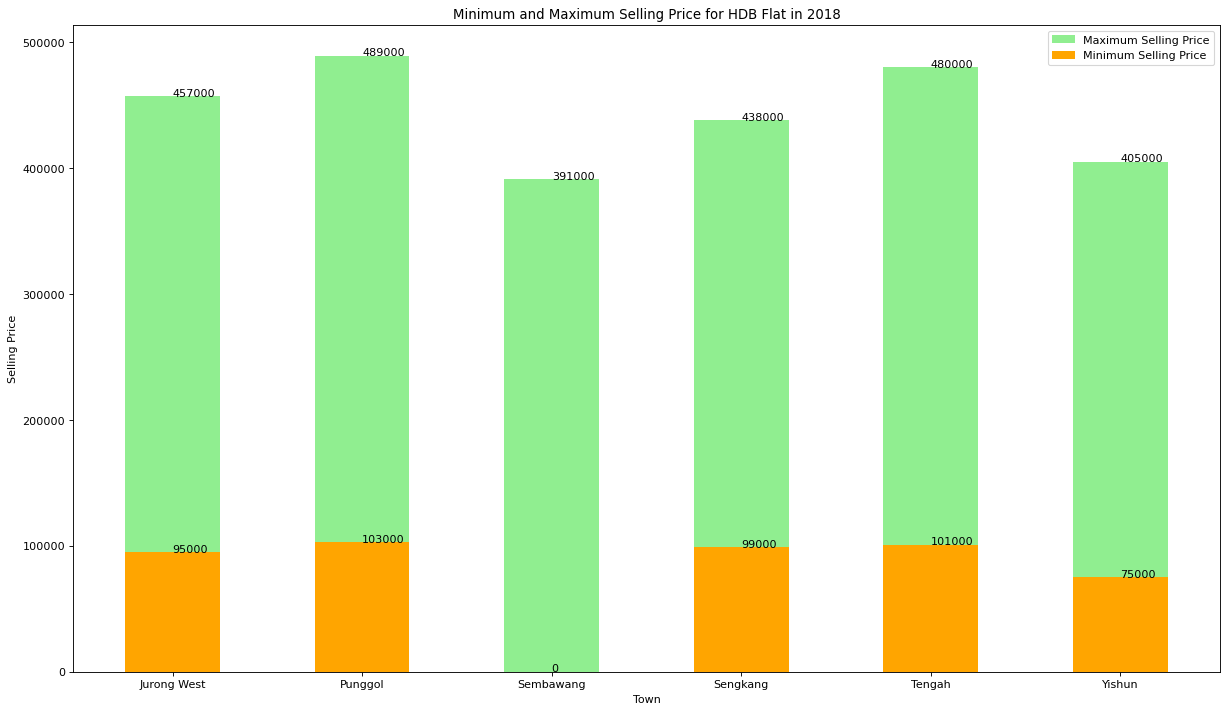 Minimum and Maximum Selling Price for HDB Flat in 2018
Maximum Selling Price
Minimum Selling Price
500000
400000
300000
200000
100000
0
Selling Price
457000
489000
391000
438000
480000
405000
95000
103000
0
99000
101000
75000
Jurong West
Punggol
Sembawang
Sengkang
Tengah
Yishun
Town